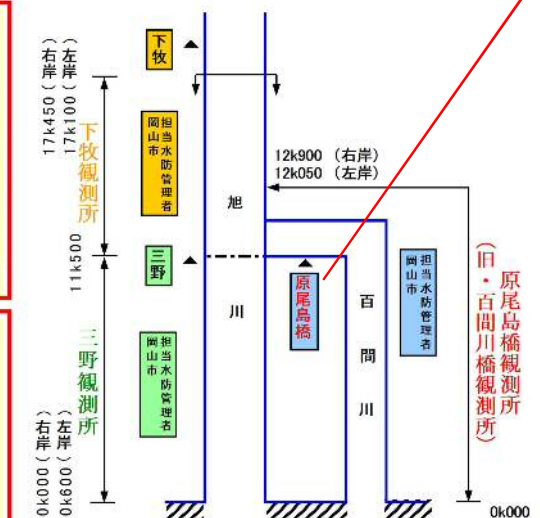 下牧
17k450(右岸)
17k100(左岸)
下牧観測所
担当水防管理者
岡山市
旭川
12k900 (右岸)
12k050 (左岸)
11k500
三野
原尾島橋
百間川
担当水防管理者
岡山市
原尾島橋観測所
(旧・百間川橋観測所)
三野観測所
担当水防管理者
岡山市
0k000(右岸)
0k600(左岸)
0k000